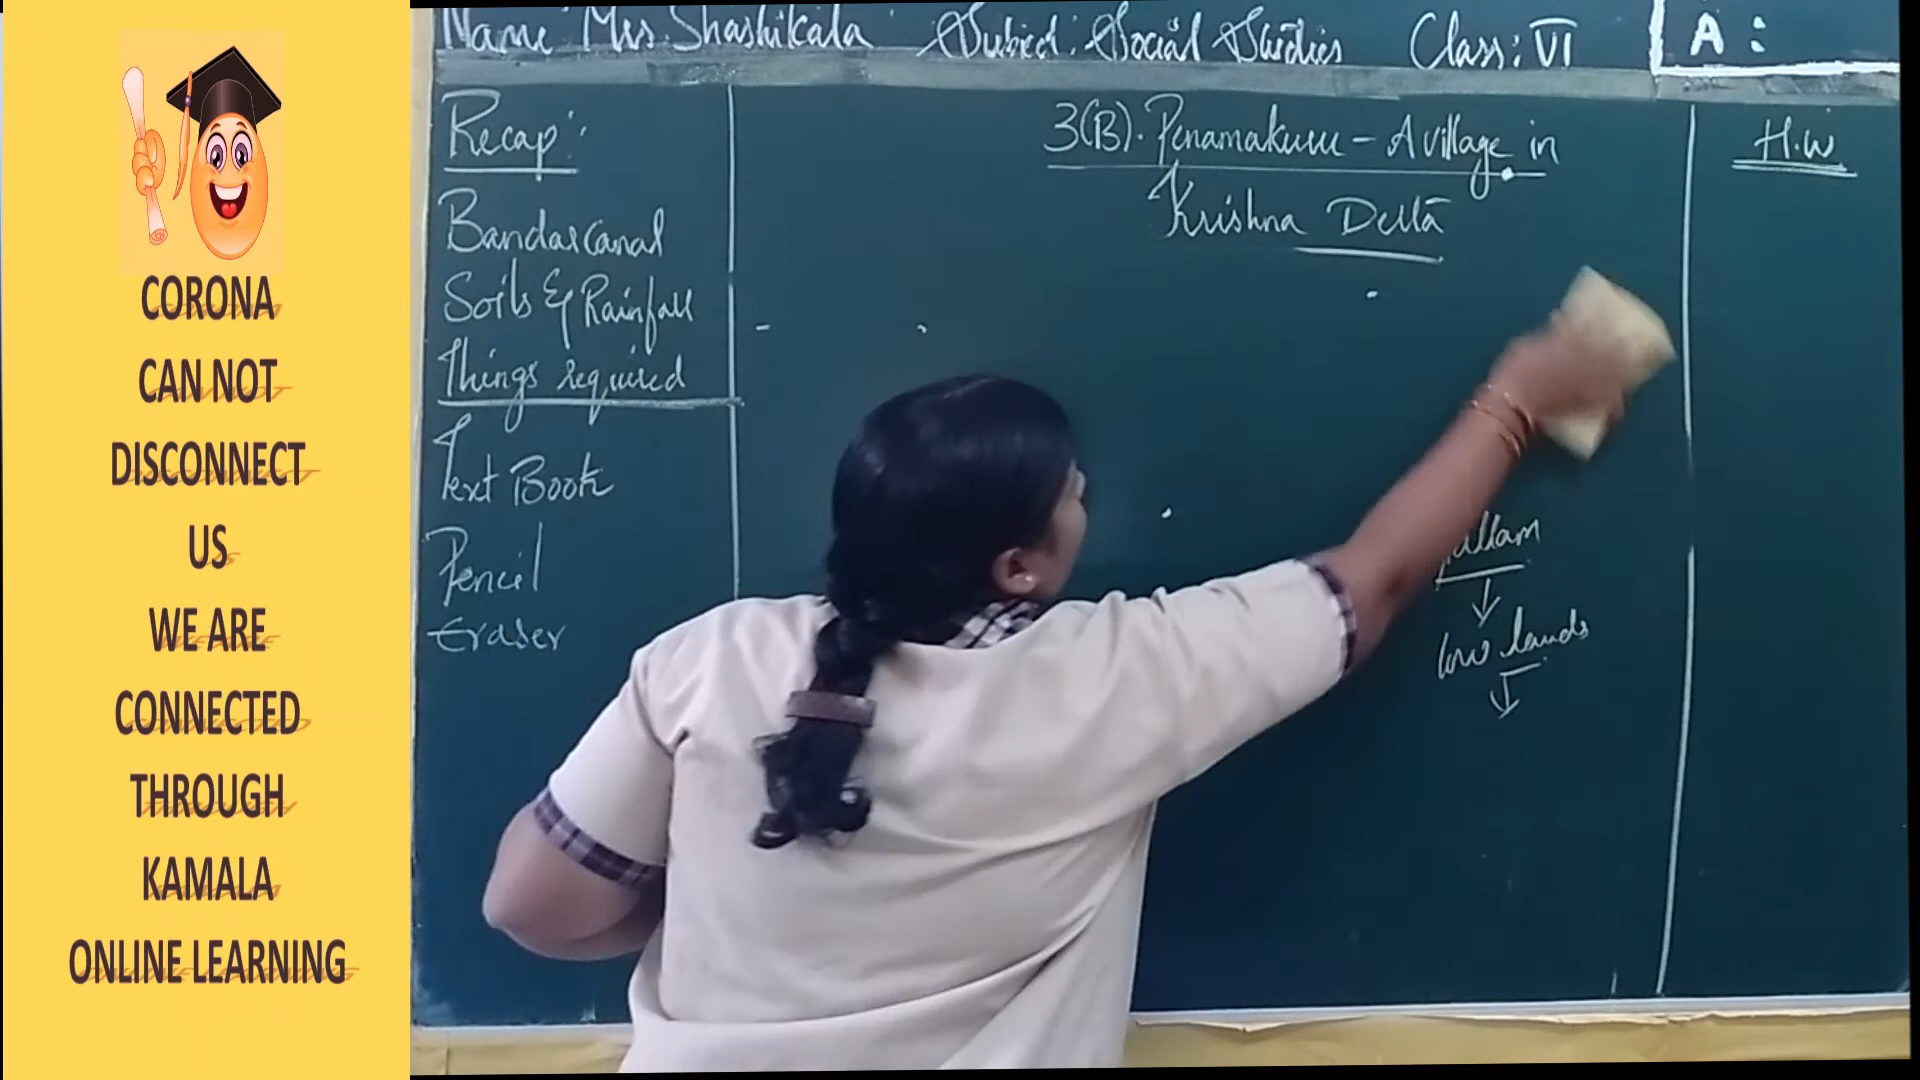 CORONA
CAN NOT
DISCONNECT
US
WE ARE
CONNECTED
THROUGH
KAMALA
ONLINE LEARNING
Name: Mrs. Shashikala Subject: Social Studies Class: VI
A :
Recap:
Bandar Canal
Soils & Rainfall
Things required
Text Book
Pencil
Eraser
3(B). Penamakuru - A village in
Krishna Delta
low lands
H.W